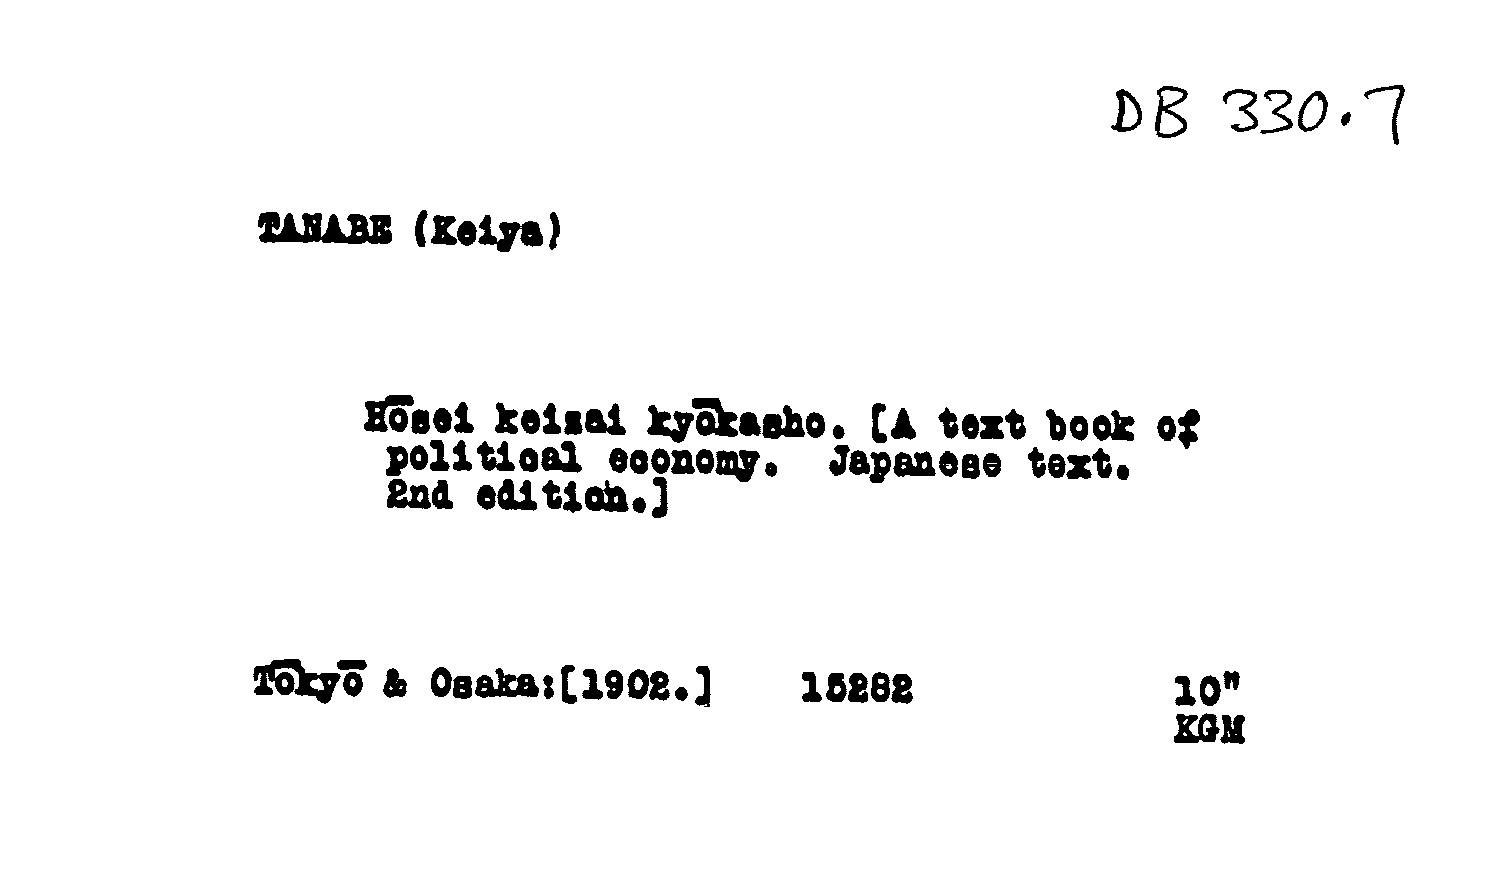 DB 330.7
TANABE (Keiya)
Hōsei keizai kyōkasho. [A text book of
political economy. Japanese text.
2nd edition.]
Tōkyō & Osaka:[1902.] 15282 10"
KGM